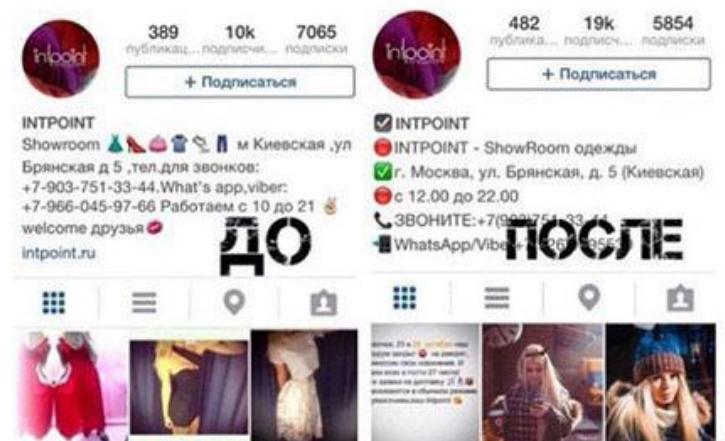 389 10k 7065
публикац... подписчи... подписки
+ Подписаться
intpoint
INTPOINT
Showroom м Киевская ,ул
Брянская д 5 ,тел.для звонков:
+7-903-751-33-44.What's app,viber:
+7-966-045-97-66 Работаем с 10 до 21
welcome друзья
intpoint.ru
ДО
482 19k 5854
публика... подписч... подписки
+ Подписаться
intpoint
INTPOINT
INTPOINT - ShowRoom одежды
г. Москва, ул. Брянская, д. 5 (Киевская)
с 12.00 до 22.00
ЗВОНИТЕ:
WhatsApp/Vibe
ПОСЛЕ